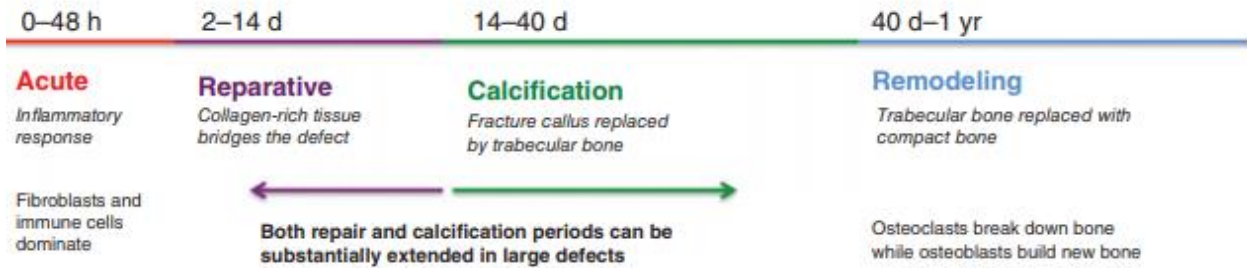 0–48 h
2–14 d
14–40 d
40 d–1 yr
Acute
Inflammatory
response
Reparative
Collagen-rich tissue
bridges the defect
Calcification
Fracture callus replaced
by trabecular bone
Remodeling
Trabecular bone replaced with
compact bone
Fibroblasts and
immune cells
dominate
Both repair and calcification periods can be
substantially extended in large defects
Osteoclasts break down bone
while osteoblasts build new bone